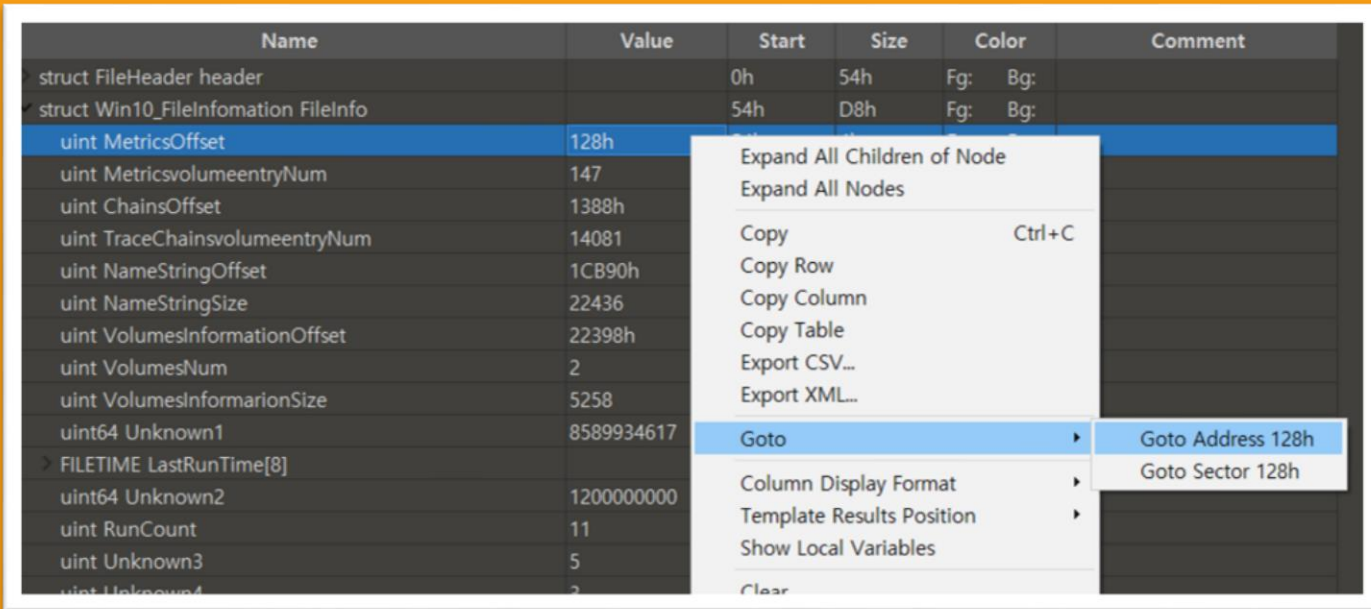 Name Value Start Size Color Comment
struct FileHeader header 0h 54h Fg: Bg:
struct Win10_FileInfomation FileInfo 54h D8h Fg: Bg:
uint MetricsOffset 128h
uint MetricsvolumeentryNum 147
uint ChainsOffset 1388h
uint TraceChainsvolumeentryNum 14081
uint NameStringOffset 1CB90h
uint NameStringSize 22436
uint VolumesInformationOffset 22398h
uint VolumesNum 2
uint VolumesInformarionSize 5258
uint64 Unknown1 8589934617
FILETIME LastRunTime[8]
uint64 Unknown2 1200000000
uint RunCount 11
uint Unknown3 5
Expand All Children of Node
Expand All Nodes
Copy Ctrl+C
Copy Row
Copy Column
Copy Table
Export CSV...
Export XML...
Goto
Column Display Format
Template Results Position
Show Local Variables
Clear
Goto Address 128h
Goto Sector 128h